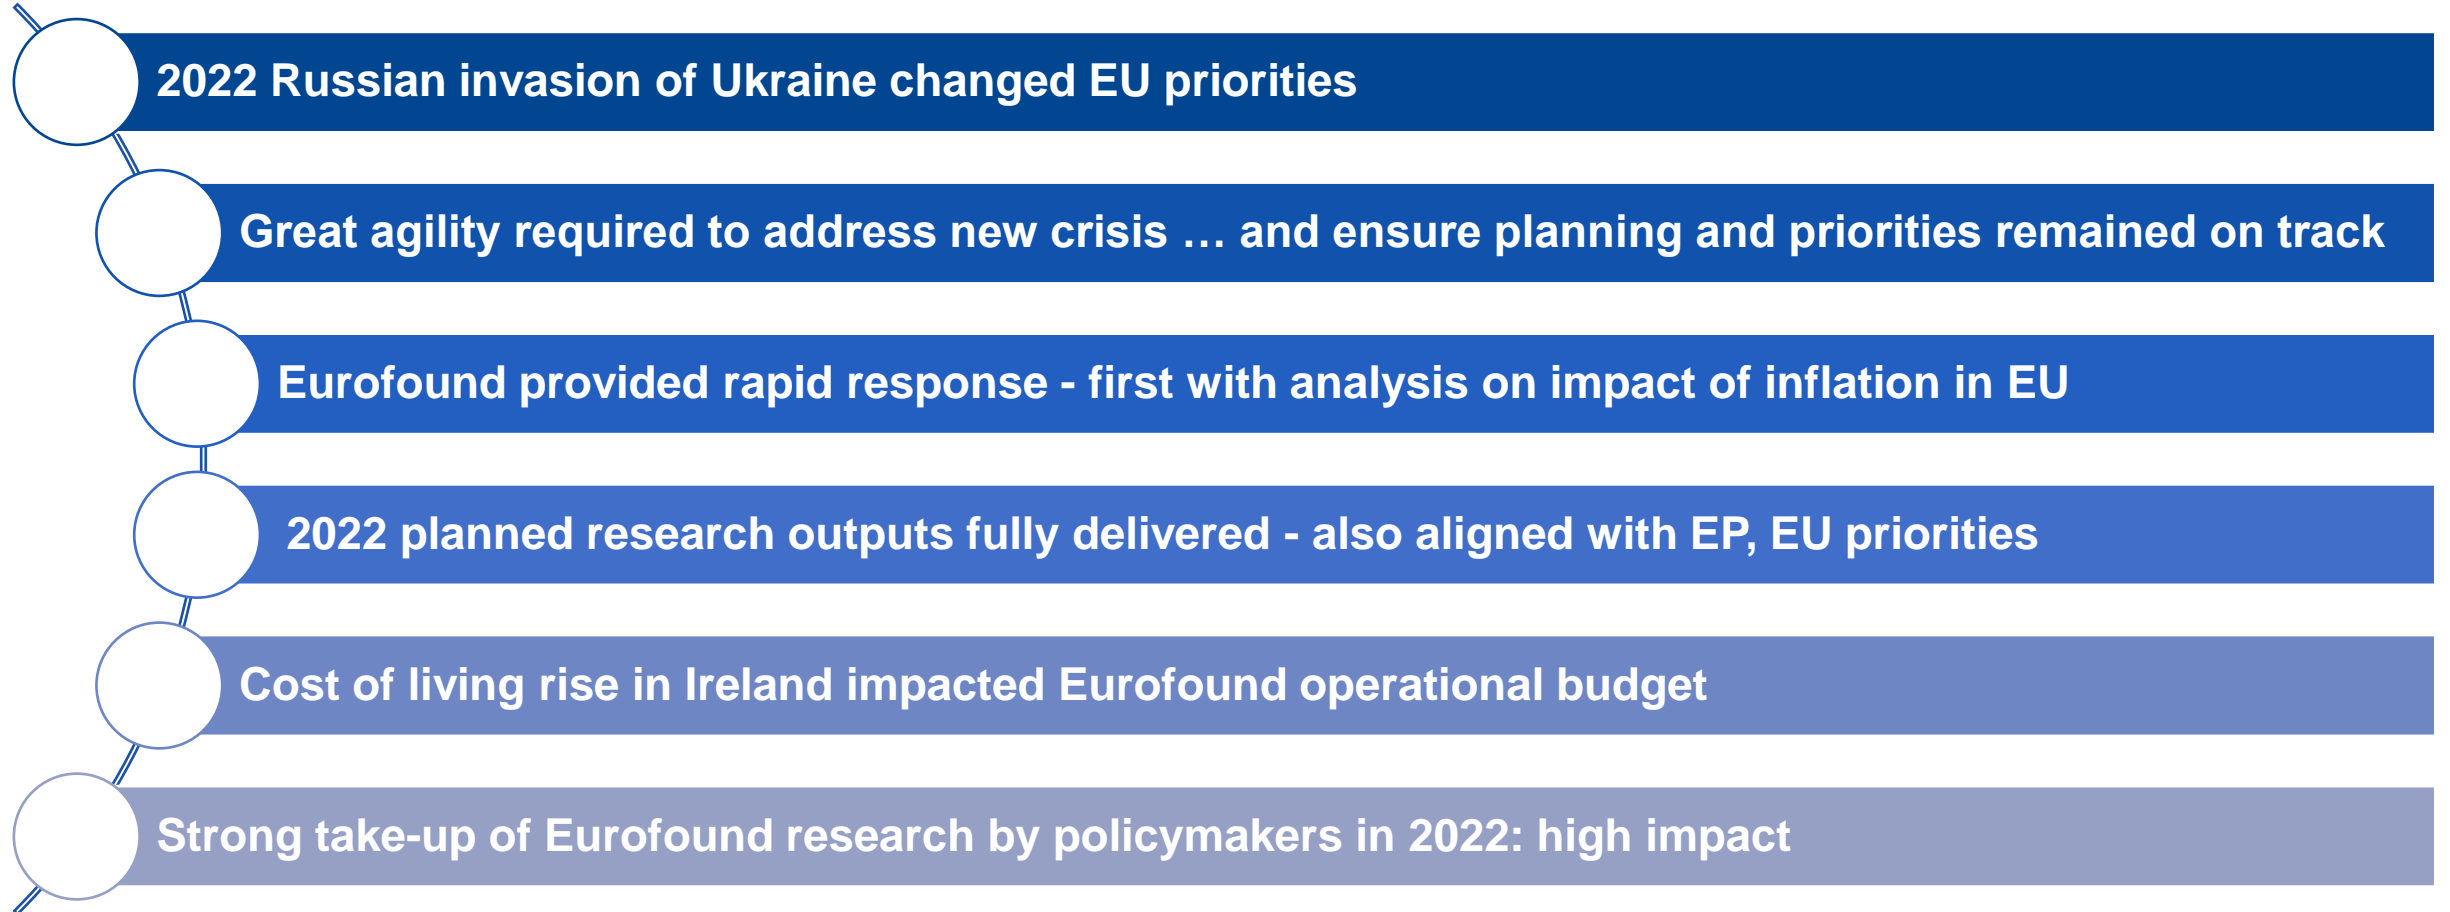 2022 Russian invasion of Ukraine changed EU priorities
Great agility required to address new crisis … and ensure planning and priorities remained on track
Eurofound provided rapid response - first with analysis on impact of inflation in EU
2022 planned research outputs fully delivered - also aligned with EP, EU priorities
Cost of living rise in Ireland impacted Eurofound operational budget
Strong take-up of Eurofound research by policymakers in 2022: high impact